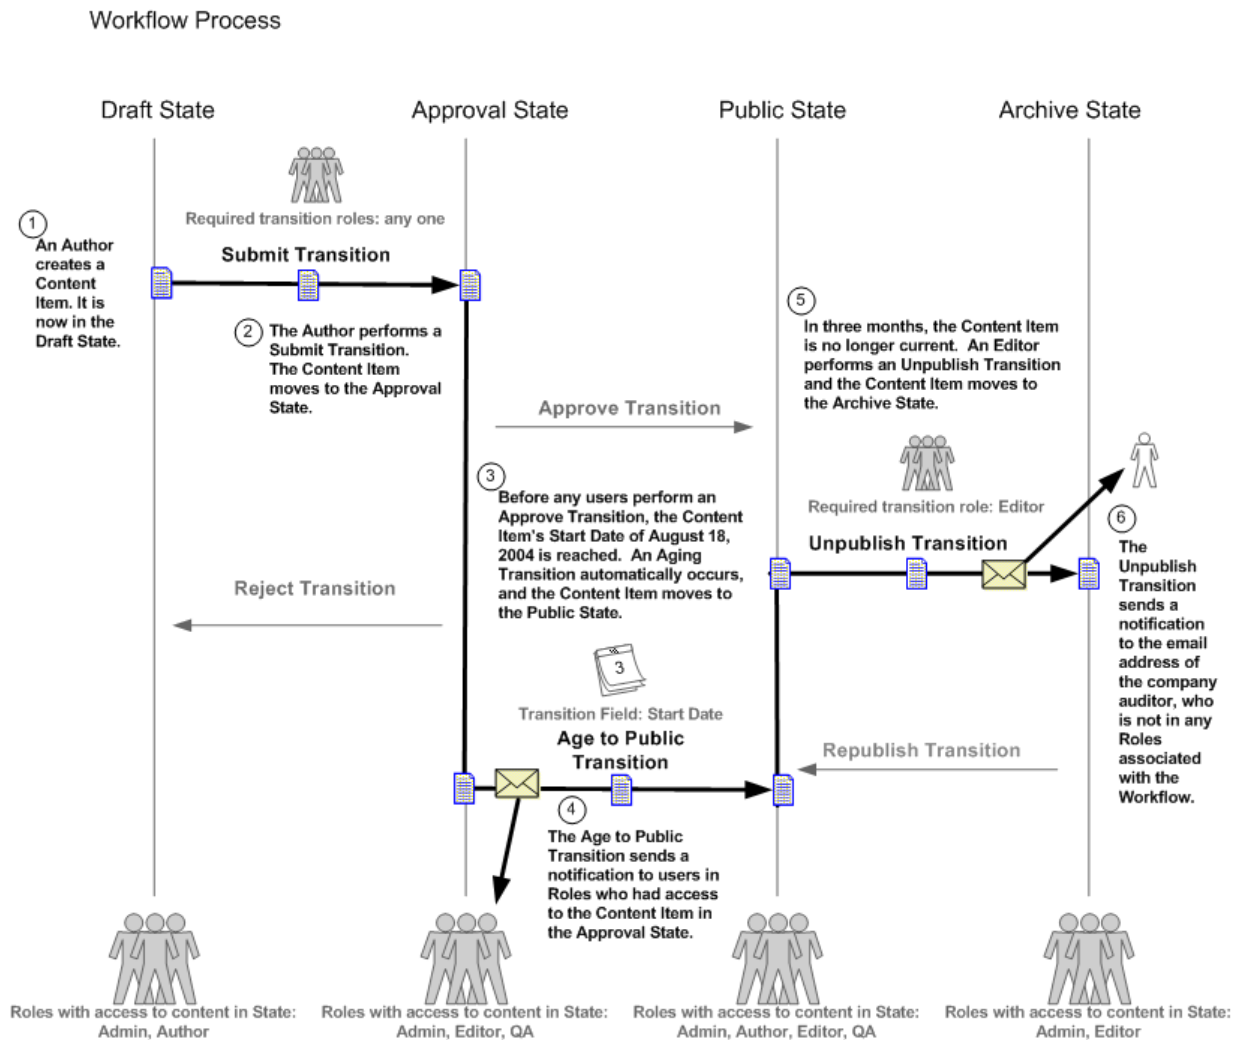 Workflow Process
Draft State
Approval State
Public State
Archive State
Required transition roles: any one
1
An Author
creates a
Content
Item. It is
now in the
Draft State.
Submit Transition
2
The Author performs a
Submit Transition.
The Content Item
moves to the Approval
State.
5
In three months, the Content Item
is no longer current. An Editor
performs an Unpublish Transition
and the Content Item moves to
the Archive State.
Approve Transition
3
Before any users perform an
Approve Transition, the Content
Item's Start Date of August 18,
2004 is reached. An Aging
Transition automatically occurs,
and the Content Item moves to
the Public State.
Required transition role: Editor
Unpublish Transition
6
The
Unpublish
Transition
sends a
notification
to the email
address of
the company
auditor, who
is not in any
Roles
associated
with the
Workflow.
Reject Transition
3
Transition Field: Start Date
Age to Public
Transition
Republish Transition
4
The Age to Public
Transition sends a
notification to users in
Roles who had access
to the Content Item in
the Approval State.
Roles with access to content in State:
Admin, Author
Roles with access to content in State:
Admin, Editor, QA
Roles with access to content in State:
Admin, Author, Editor, QA
Roles with access to content in State:
Admin, Editor